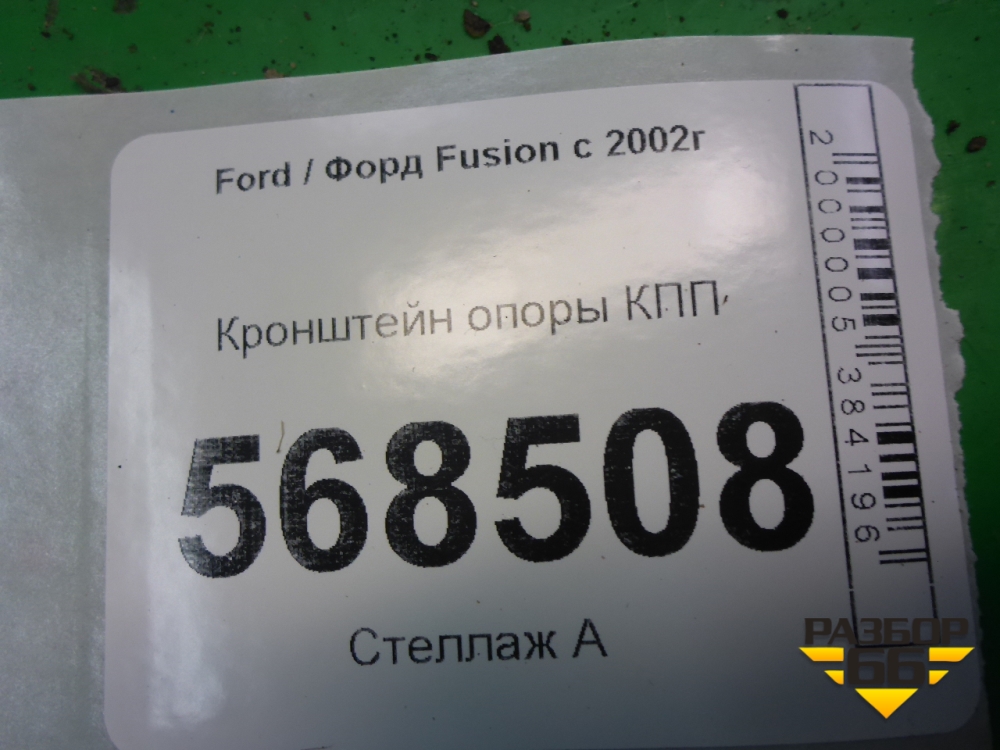 Ford / Форд Fusion с 2002г
Кронштейн опоры КПП,
568508
Стеллаж А
2000005384196
РАЗБОР
66